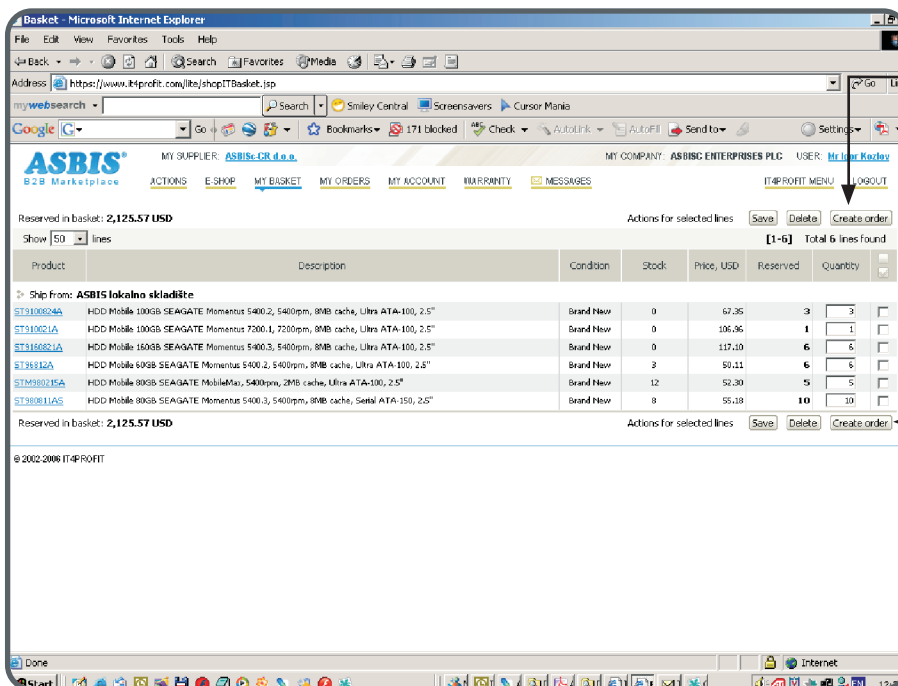 Basket - Microsoft Internet Explorer
File Edit View Favorites Tools Help
Back Search Favorites Media
Address https://www.it4profit.com/lite/shopITBasket.jsp Go
mywebsearch Search Smiley Central Screensavers Cursor Mania
Google G Go Bookmarks 171 blocked Check AutoLink AutoFill Send to Settings
ASBIS® MY SUPPLIER: ASBISc-CR d.o.o. MY COMPANY: ASBISC ENTERPRISES PLC USER: Mr Igor Kozlov
B2B Marketplace ACTIONS E-SHOP MY BASKET MY ORDERS MY ACCOUNT WARRANTY MESSAGES IT4PROFIT MENU LOGOUT
Reserved in basket: 2,125.57 USD Actions for selected lines Save Delete Create order
Show 50 lines [1-6] Total 6 lines found
Product Description Condition Stock Price, USD Reserved Quantity
Ship from: ASBIS lokalno skladište
ST9100824A HDD Mobile 100GB SEAGATE Momentus 5400.2, 5400rpm, 8MB cache, Ultra ATA-100, 2.5" Brand New 0 67.35 3 3
ST910021A HDD Mobile 100GB SEAGATE Momentus 7200.1, 7200rpm, 8MB cache, Ultra ATA-100, 2.5" Brand New 0 106.96 1 1
ST9160821A HDD Mobile 160GB SEAGATE Momentus 5400.3, 5400rpm, 8MB cache, Ultra ATA-100, 2.5" Brand New 0 117.10 6 6
ST96812A HDD Mobile 60GB SEAGATE Momentus 5400.2, 5400rpm, 8MB cache, Ultra ATA-100, 2.5" Brand New 3 50.11 6 6
STM980215A HDD Mobile 80GB SEAGATE MobileMax, 5400rpm, 2MB cache, Ultra ATA-100, 2.5" Brand New 12 52.30 5 5
ST980811AS HDD Mobile 80GB SEAGATE Momentus 5400.3, 5400rpm, 8MB cache, Serial ATA-150, 2.5" Brand New 8 55.18 10 10
Reserved in basket: 2,125.57 USD Actions for selected lines Save Delete Create order
© 2002-2006 IT4PROFIT
Done Internet
Start EN